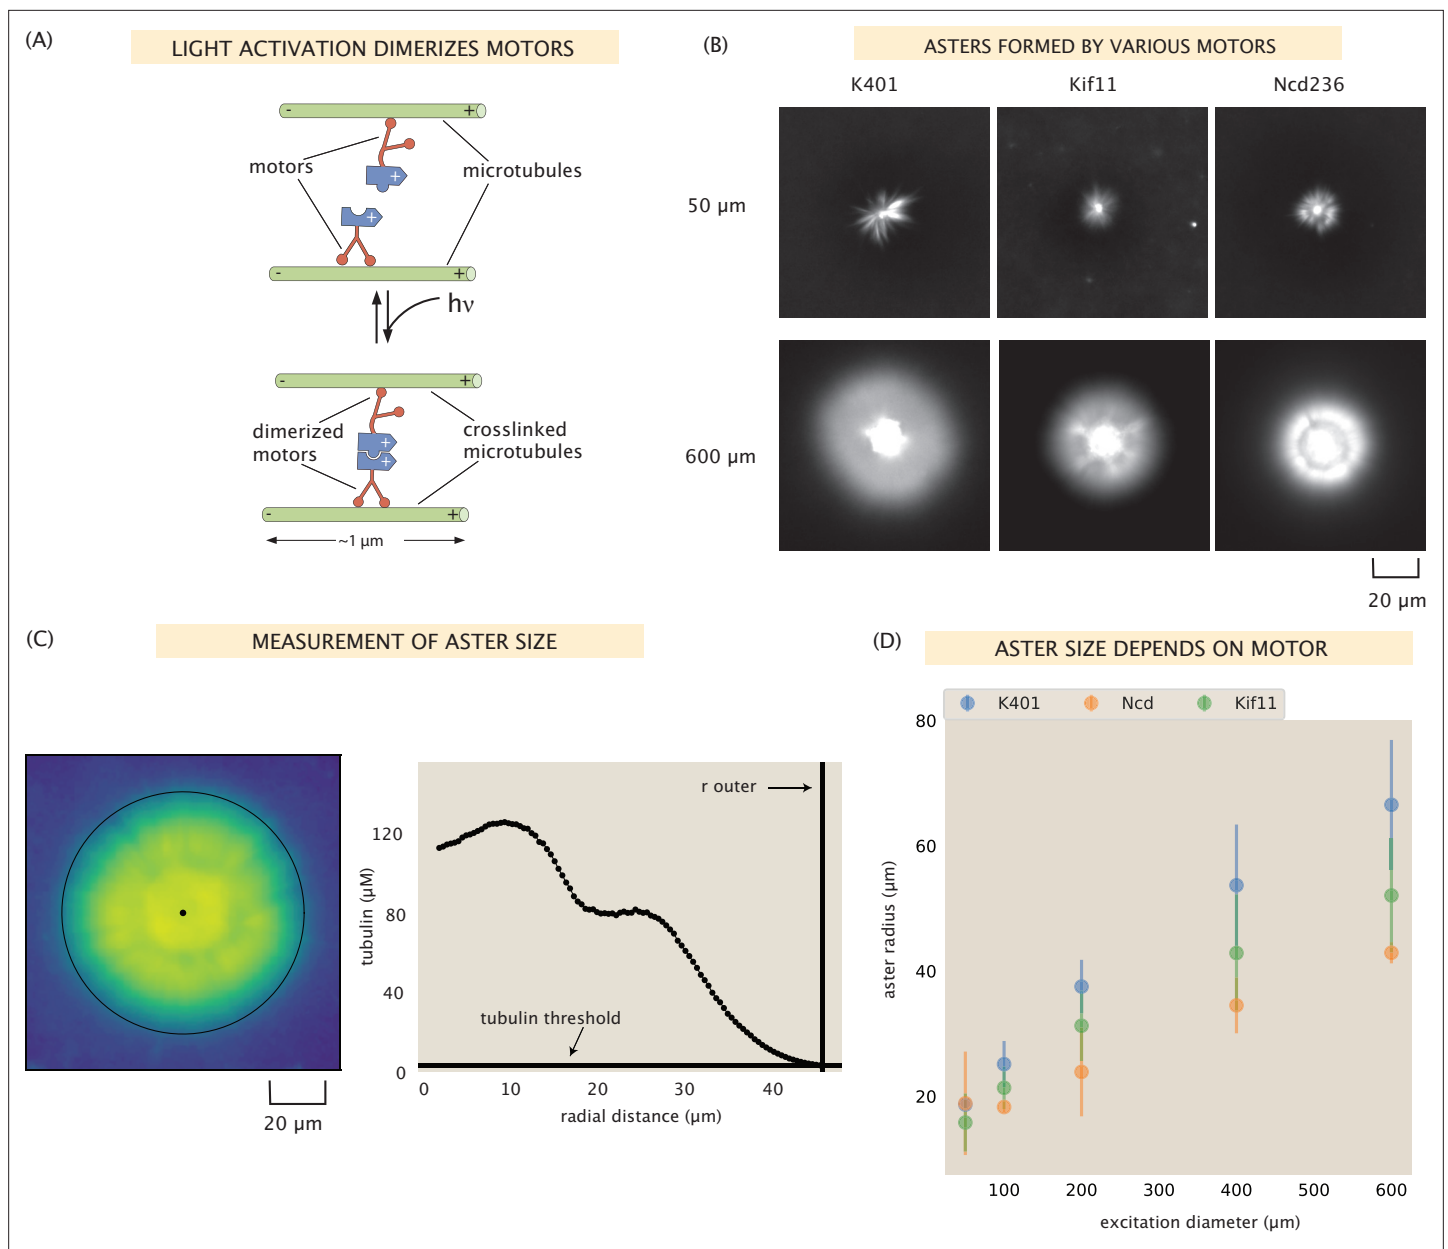 (A)
LIGHT ACTIVATION DIMERIZES MOTORS
-
+
motors
microtubules
+
+
-
+
hν
-
+
dimerized
motors
crosslinked
microtubules
+
+
-
+
~1 μm
(B)
ASTERS FORMED BY VARIOUS MOTORS
K401
Kif11
Ncd236
50 μm
600 μm
20 μm
(C)
MEASUREMENT OF ASTER SIZE
20 μm
r outer
tubulin threshold
120
80
40
0
tubulin (μM)
0
10
20
30
40
radial distance (μm)
(D)
ASTER SIZE DEPENDS ON MOTOR
K401
Ncd
Kif11
80
60
40
20
aster radius (μm)
100
200
300
400
500
600
excitation diameter (μm)